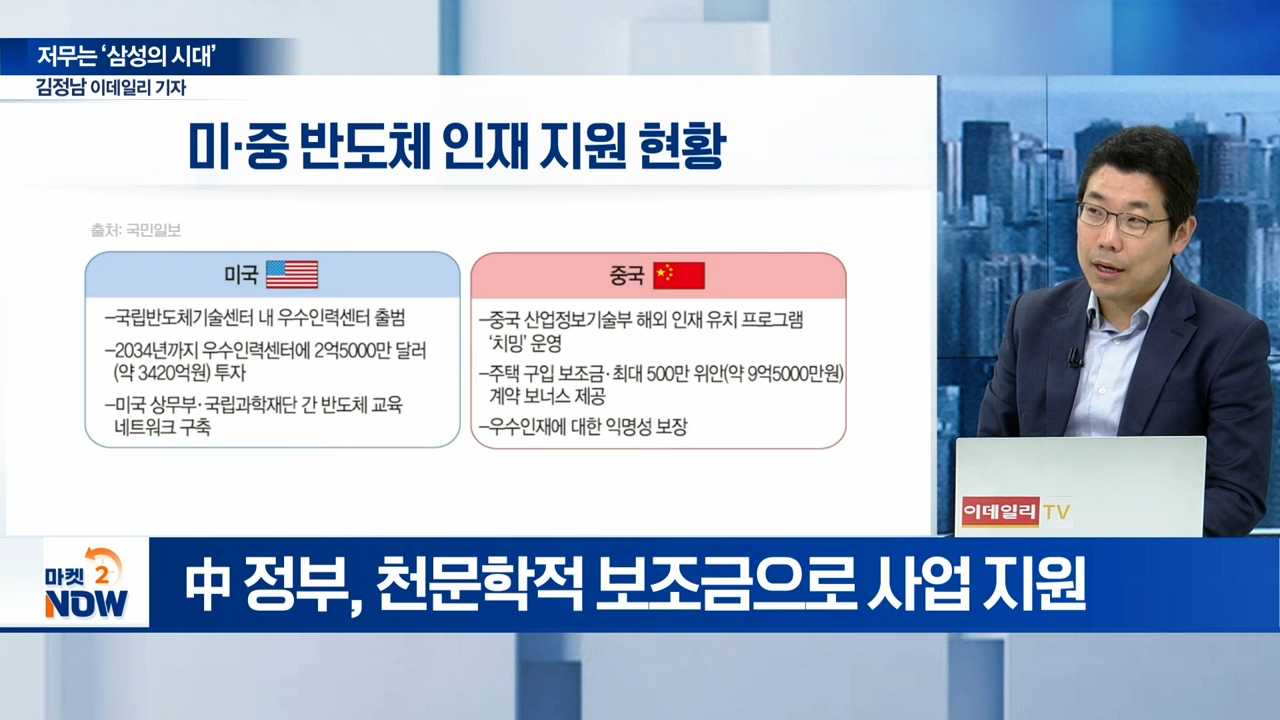 저무는 ‘삼성의 시대’
김정남 이데일리 기자
미·중 반도체 인재 지원 현황
출처: 국민일보
미국
–국립반도체기술센터 내 우수인력센터 출범
–2034년까지 우수인력센터에 2억5000만 달러
(약 3420억원) 투자
–미국 상무부·국립과학재단 간 반도체 교육
네트워크 구축
중국
–중국 산업정보기술부 해외 인재 유치 프로그램
‘치밍’ 운영
–주택 구입 보조금·최대 500만 위안(약 9억5000만원)
계약 보너스 제공
–우수인재에 대한 익명성 보장
이데일리 TV
마켓 2
NOW
中 정부, 천문학적 보조금으로 사업 지원